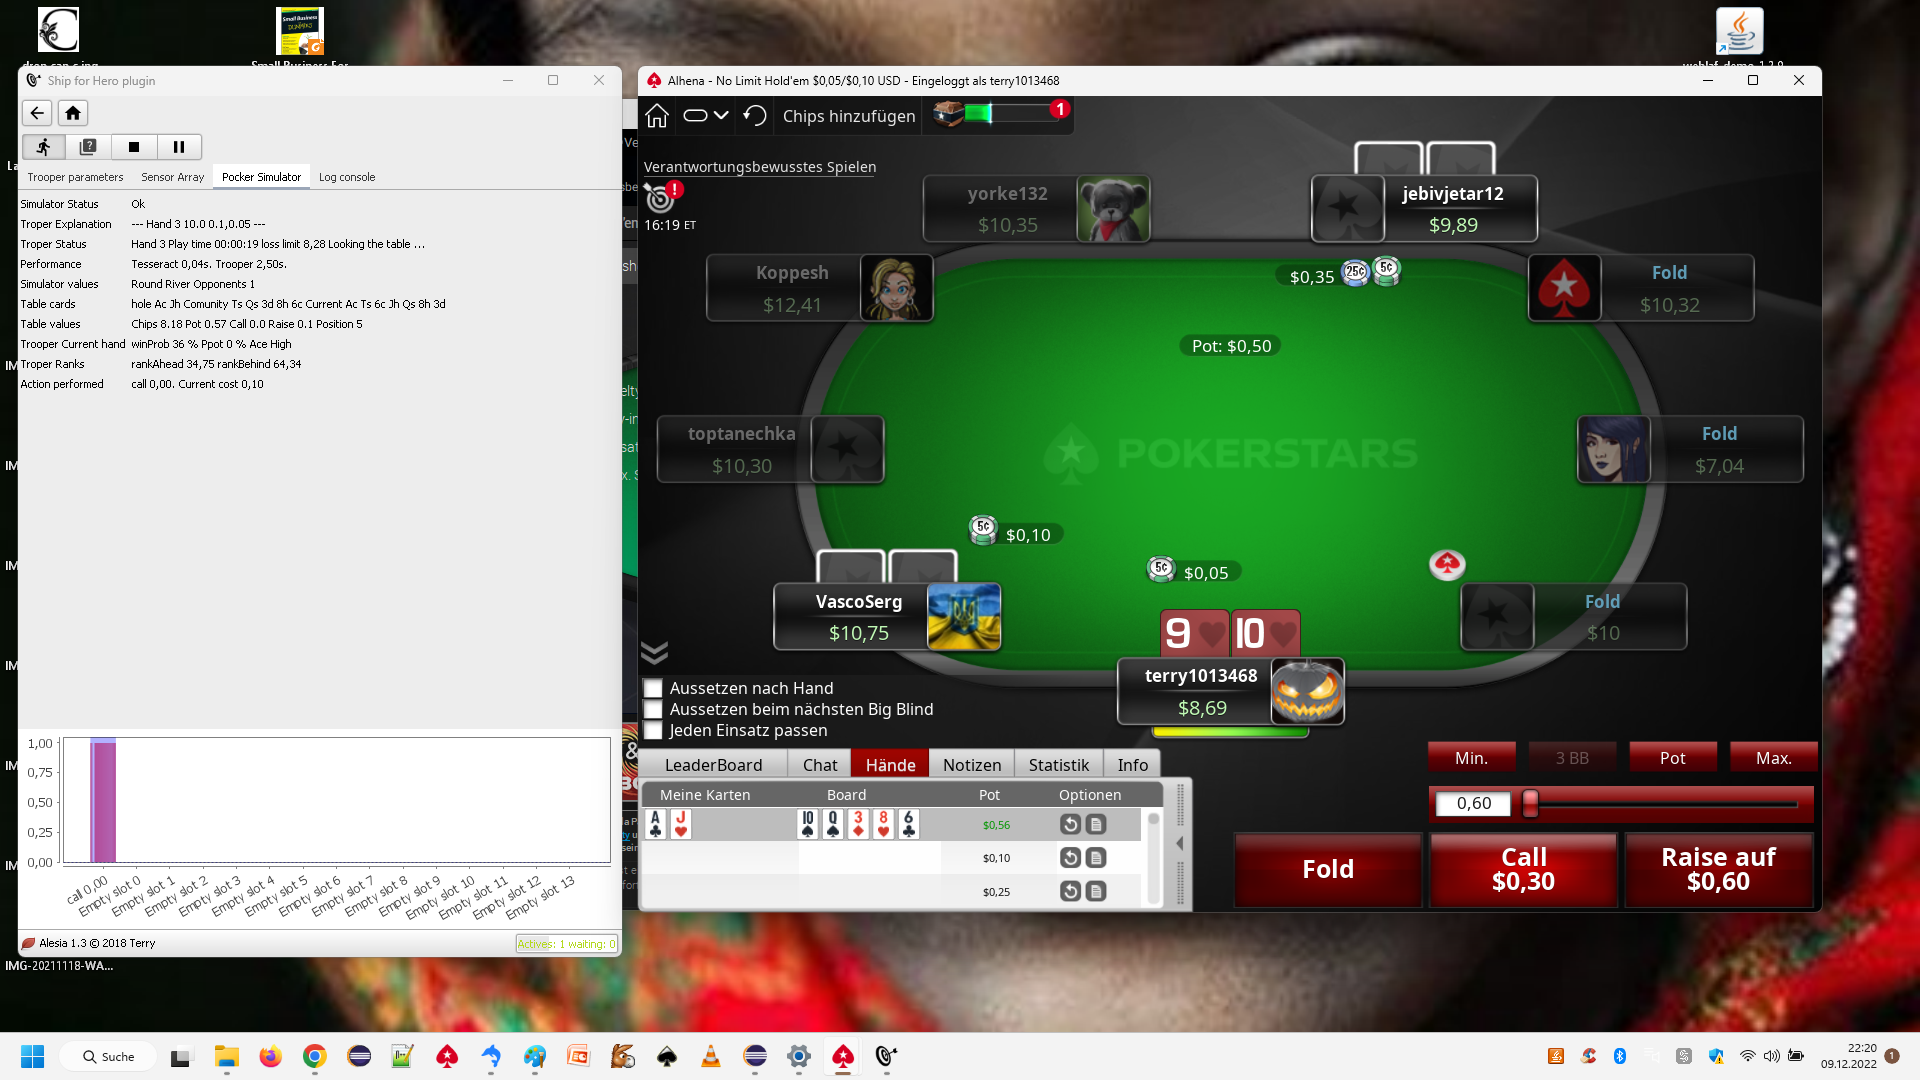 Ship for Hero plugin
Trooper parameters
Sensor Array
Pocker Simulator
Log console
Simulator Status Ok
Troper Explanation --- Hand 3 10.0 0.1,0.05 ---
Troper Status Hand 3 Play time 00:00:19 loss limit 8,28 Looking the table ...
Performance Tesseract 0,04s. Trooper 2,50s.
Simulator values Round River Opponents 1
Table cards hole Ac Jh Comunity Ts Qs 3d 8h 6c Current Ac Ts 6c Jh Qs 8h 3d
Table values Chips 8.18 Pot 0.57 Call 0.0 Raise 0.1 Position 5
Trooper Current hand winProb 36 % Ppot 0 % Ace High
Troper Ranks rankAhead 34,75 rankBehind 64,34
Action performed call 0,00. Current cost 0,10
1,00
0,75
0,50
0,25
0,00
call 0,00
Empty slot 0
Empty slot 1
Empty slot 2
Empty slot 3
Empty slot 4
Empty slot 5
Empty slot 6
Empty slot 7
Empty slot 8
Empty slot 9
Empty slot 10
Empty slot 11
Empty slot 12
Empty slot 13
Alesia 1.3 © 2018 Terry
Actives: 1 waiting: 0
IMG-20211118-WA...
Alhena - No Limit Hold'em $0,05/$0,10 USD - Eingeloggt als terry1013468
Chips hinzufügen
1
Verantwortungsbewusstes Spielen
16:19 ET
yorke132
$10,35
jebivjetar12
$9,89
Koppesh
$12,41
$0,35
25¢
5¢
Fold
$10,32
Pot: $0,50
toptanechka
$10,30
POKERSTARS
Fold
$7,04
5¢
$0,10
5¢
$0,05
VascoSerg
$10,75
9
10
Fold
$10
terry1013468
$8,69
Aussetzen nach Hand
Aussetzen beim nächsten Big Blind
Jeden Einsatz passen
LeaderBoard
Chat
Hände
Notizen
Statistik
Info
Meine Karten Board Pot Optionen
A J 10 Q 3 8 6 $0,56
$0,10
$0,25
Min.
3 BB
Pot
Max.
0,60
Fold
Call
$0,30
Raise auf
$0,60
Suche
22:20
09.12.2022
1